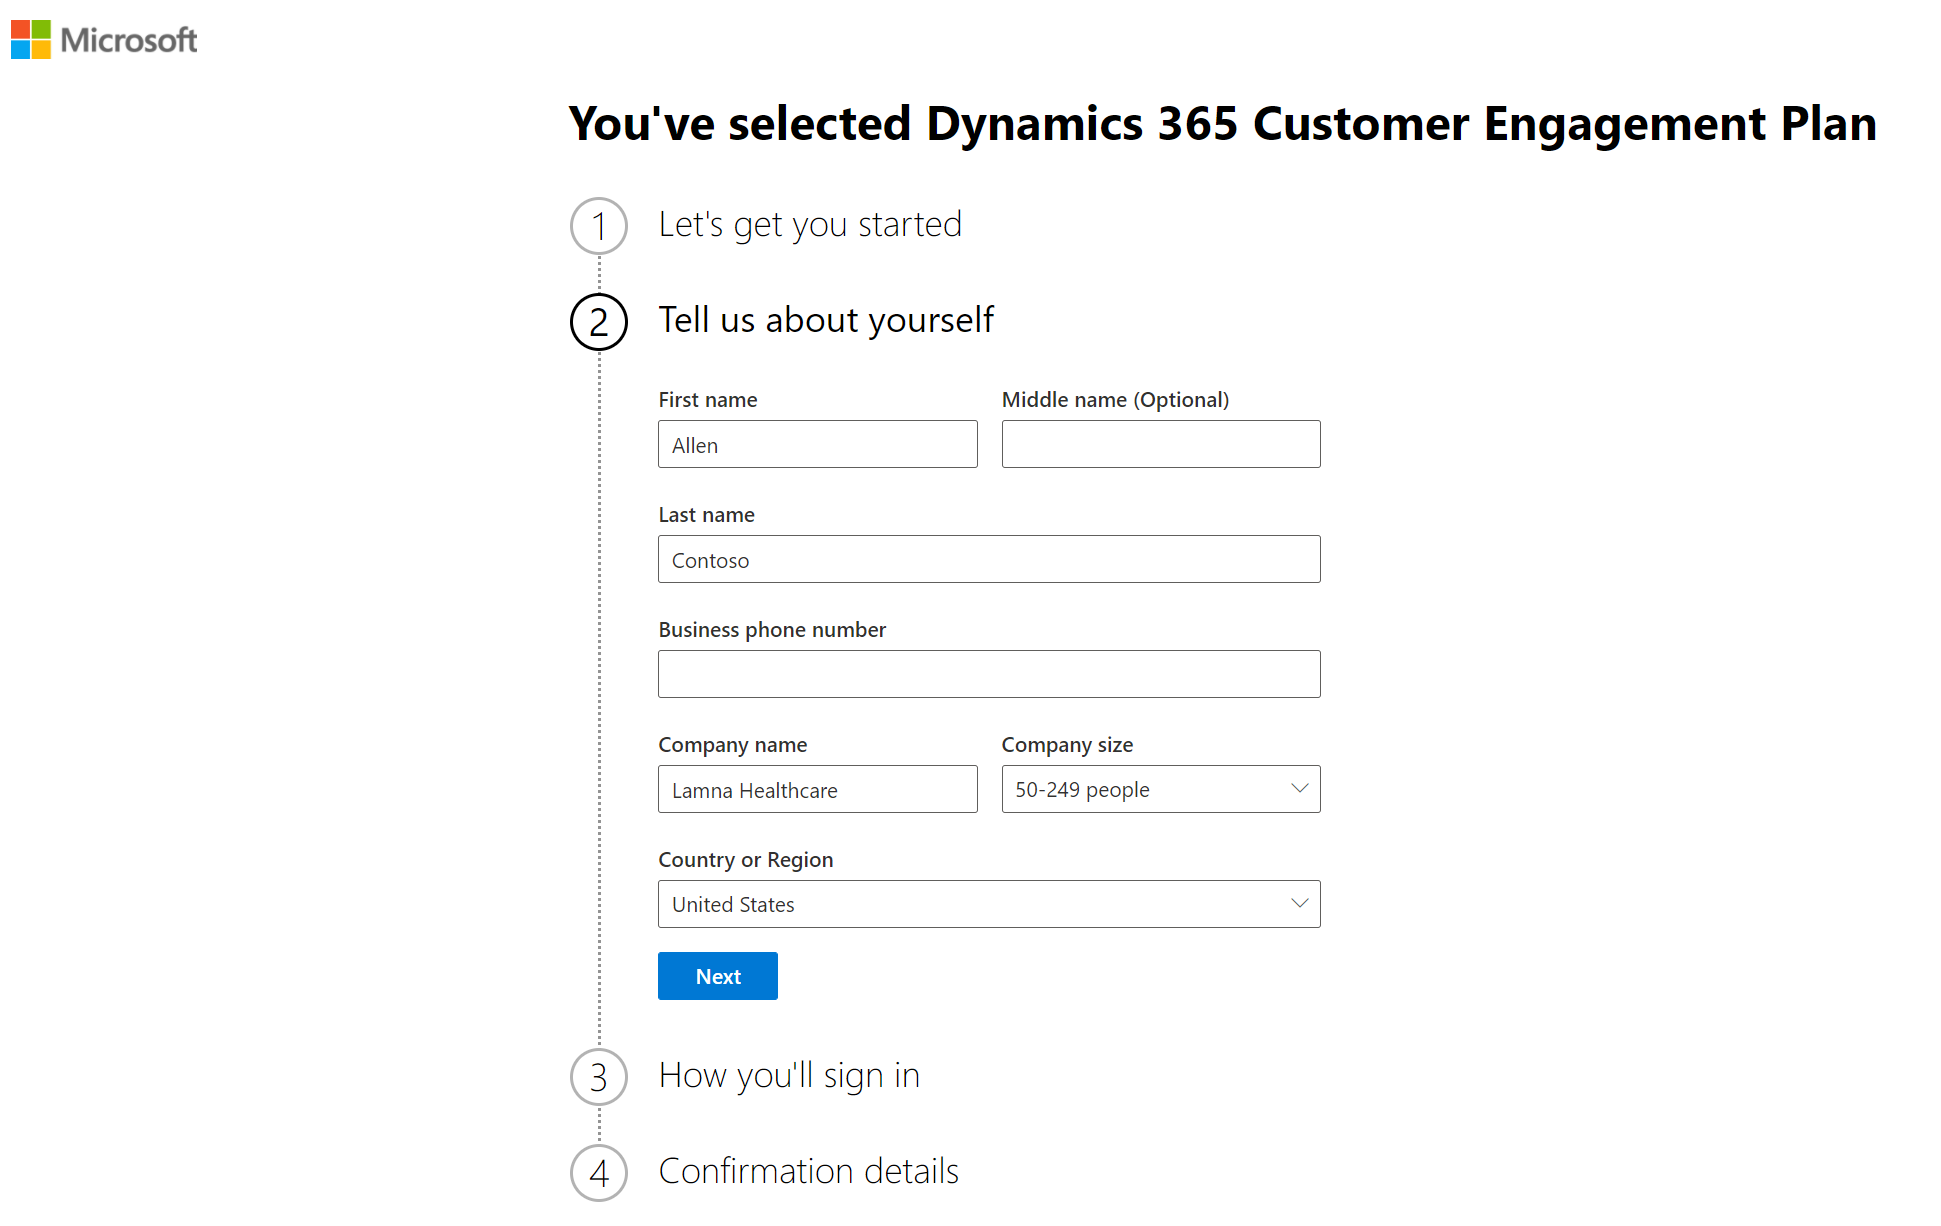 Microsoft
You've selected Dynamics 365 Customer Engagement Plan
1 Let's get you started
2 Tell us about yourself
First name Middle name (Optional)
Allen
Last name
Contoso
Business phone number
Company name Company size
Lamna Healthcare 50-249 people
Country or Region
United States
Next
3 How you'll sign in
4 Confirmation details